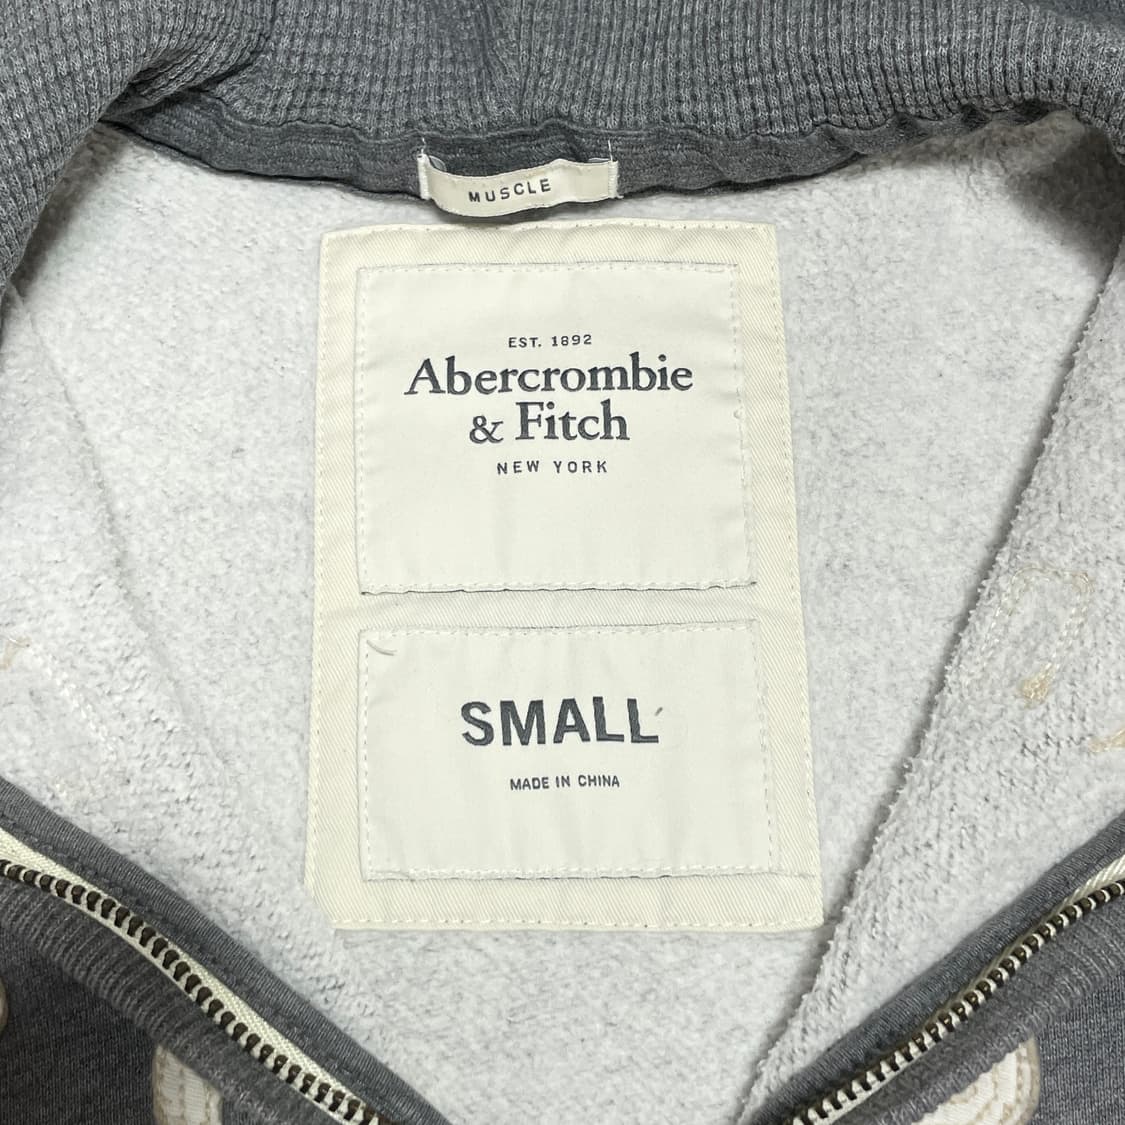 MUSCLE
EST. 1892
Abercrombie
& Fitch
NEW YORK
SMALL
MADE IN CHINA